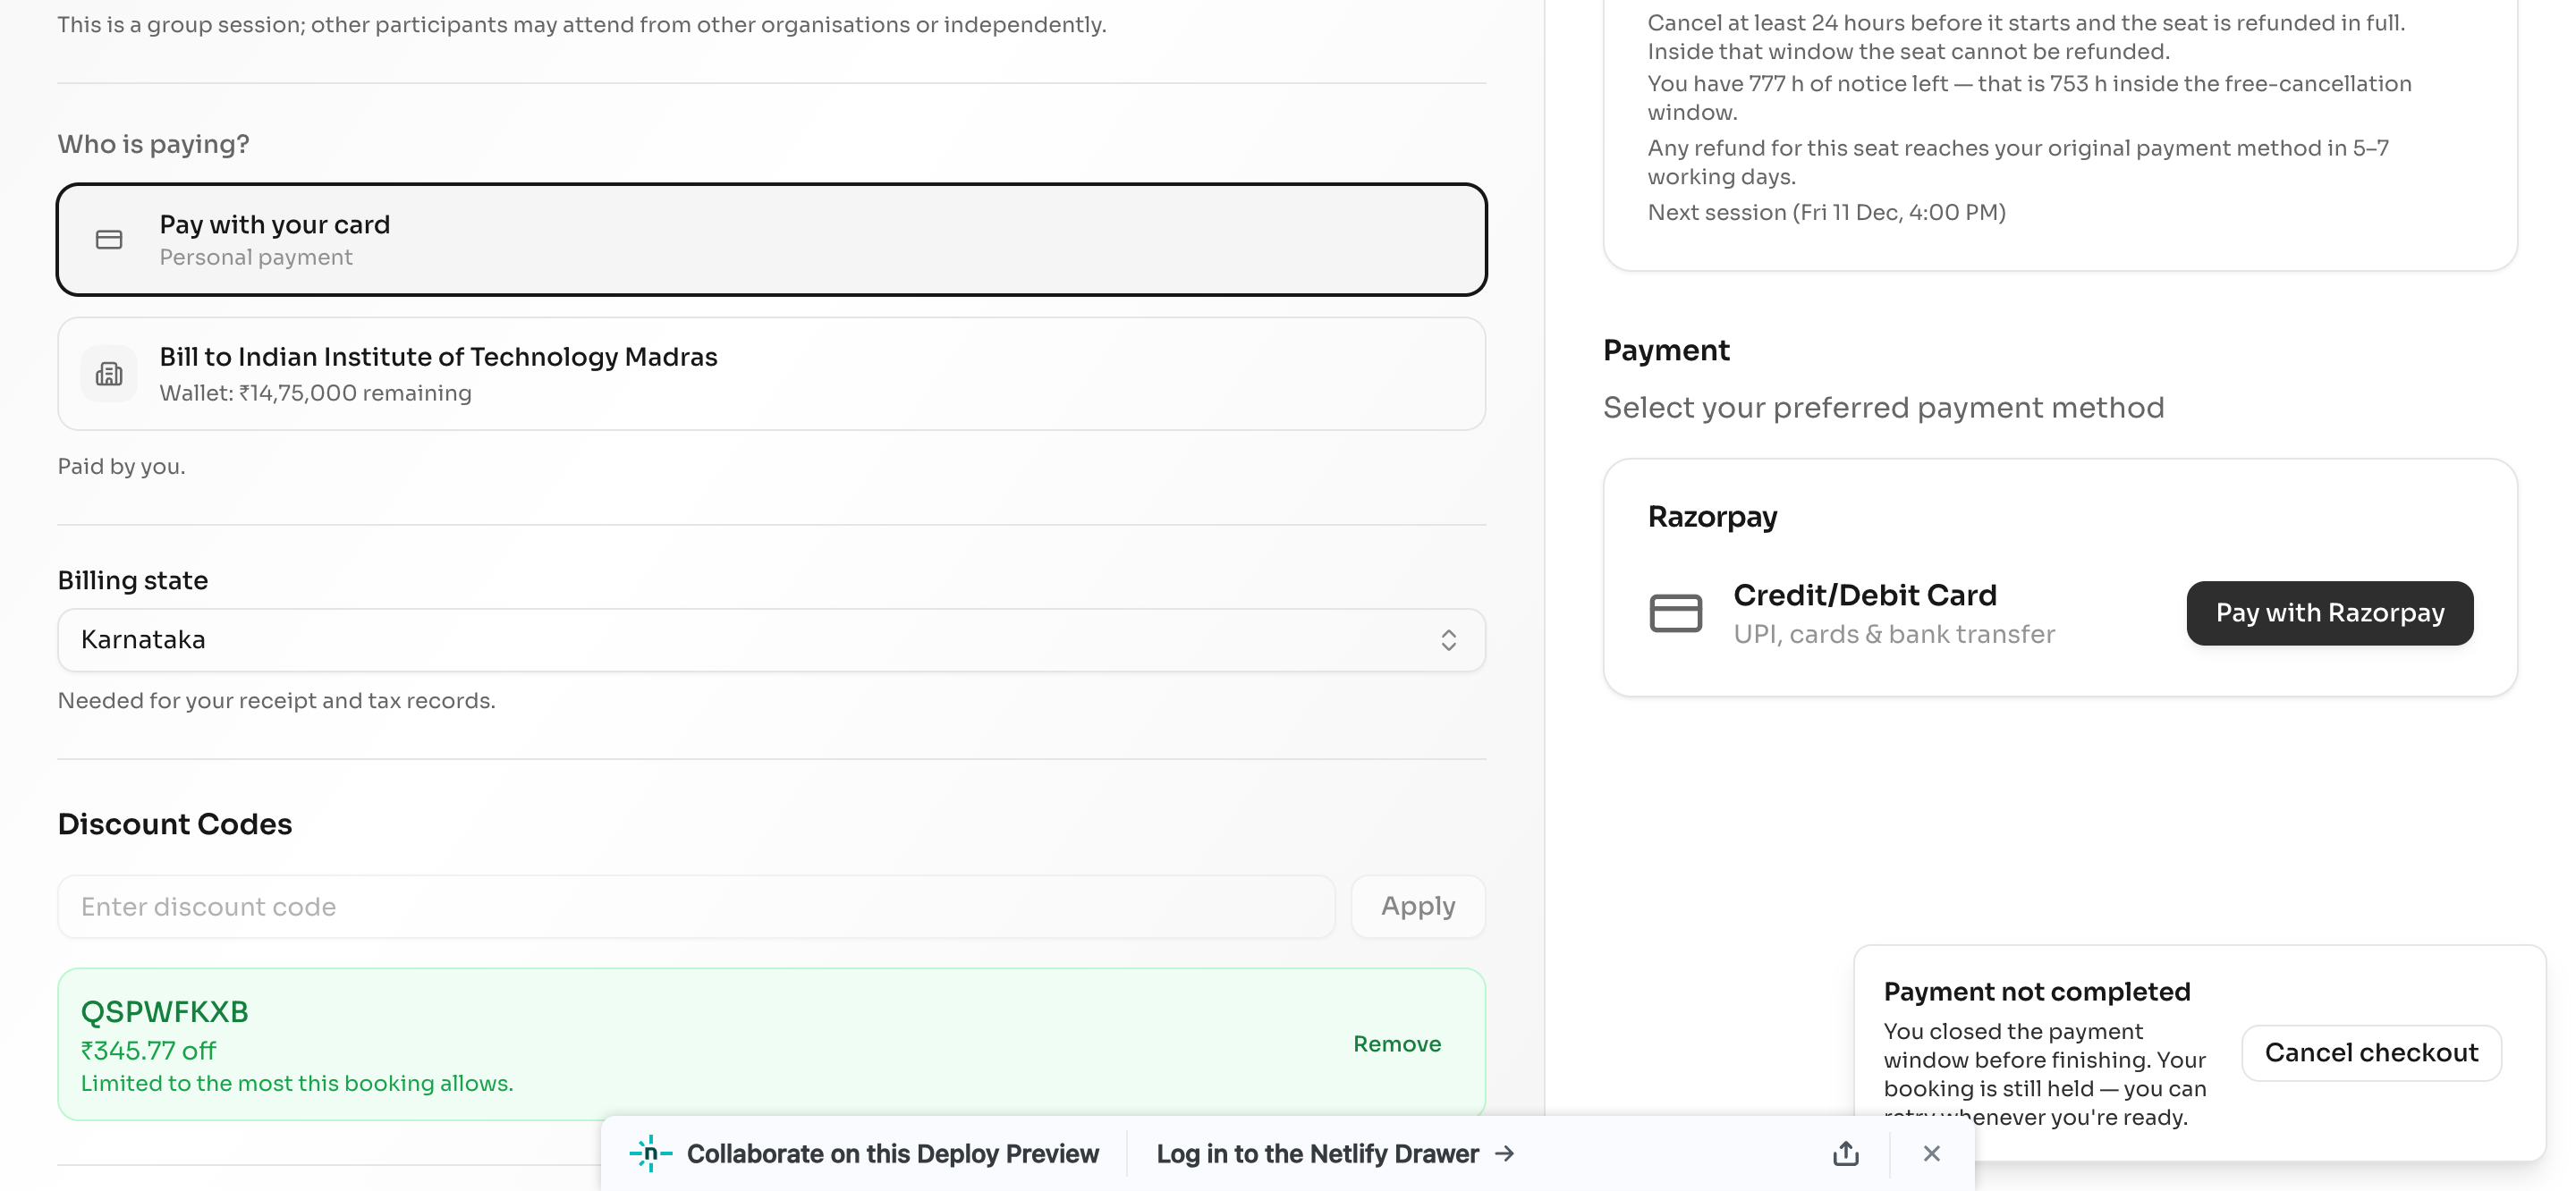 This is a group session; other participants may attend from other organisations or independently.
Who is paying?
Pay with your card
Personal payment
Bill to Indian Institute of Technology Madras
Wallet: ₹14,75,000 remaining
Paid by you.
Billing state
Karnataka
Needed for your receipt and tax records.
Discount Codes
Enter discount code
Apply
QSPWFKXB
₹345.77 off
Limited to the most this booking allows.
Remove
Cancel at least 24 hours before it starts and the seat is refunded in full.
Inside that window the seat cannot be refunded.
You have 777 h of notice left — that is 753 h inside the free-cancellation
window.
Any refund for this seat reaches your original payment method in 5–7
working days.
Next session (Fri 11 Dec, 4:00 PM)
Payment
Select your preferred payment method
Razorpay
Credit/Debit Card
UPI, cards & bank transfer
Pay with Razorpay
Payment not completed
You closed the payment
window before finishing. Your
booking is still held — you can
retry whenever you're ready.
Cancel checkout
Collaborate on this Deploy Preview
Log in to the Netlify Drawer →